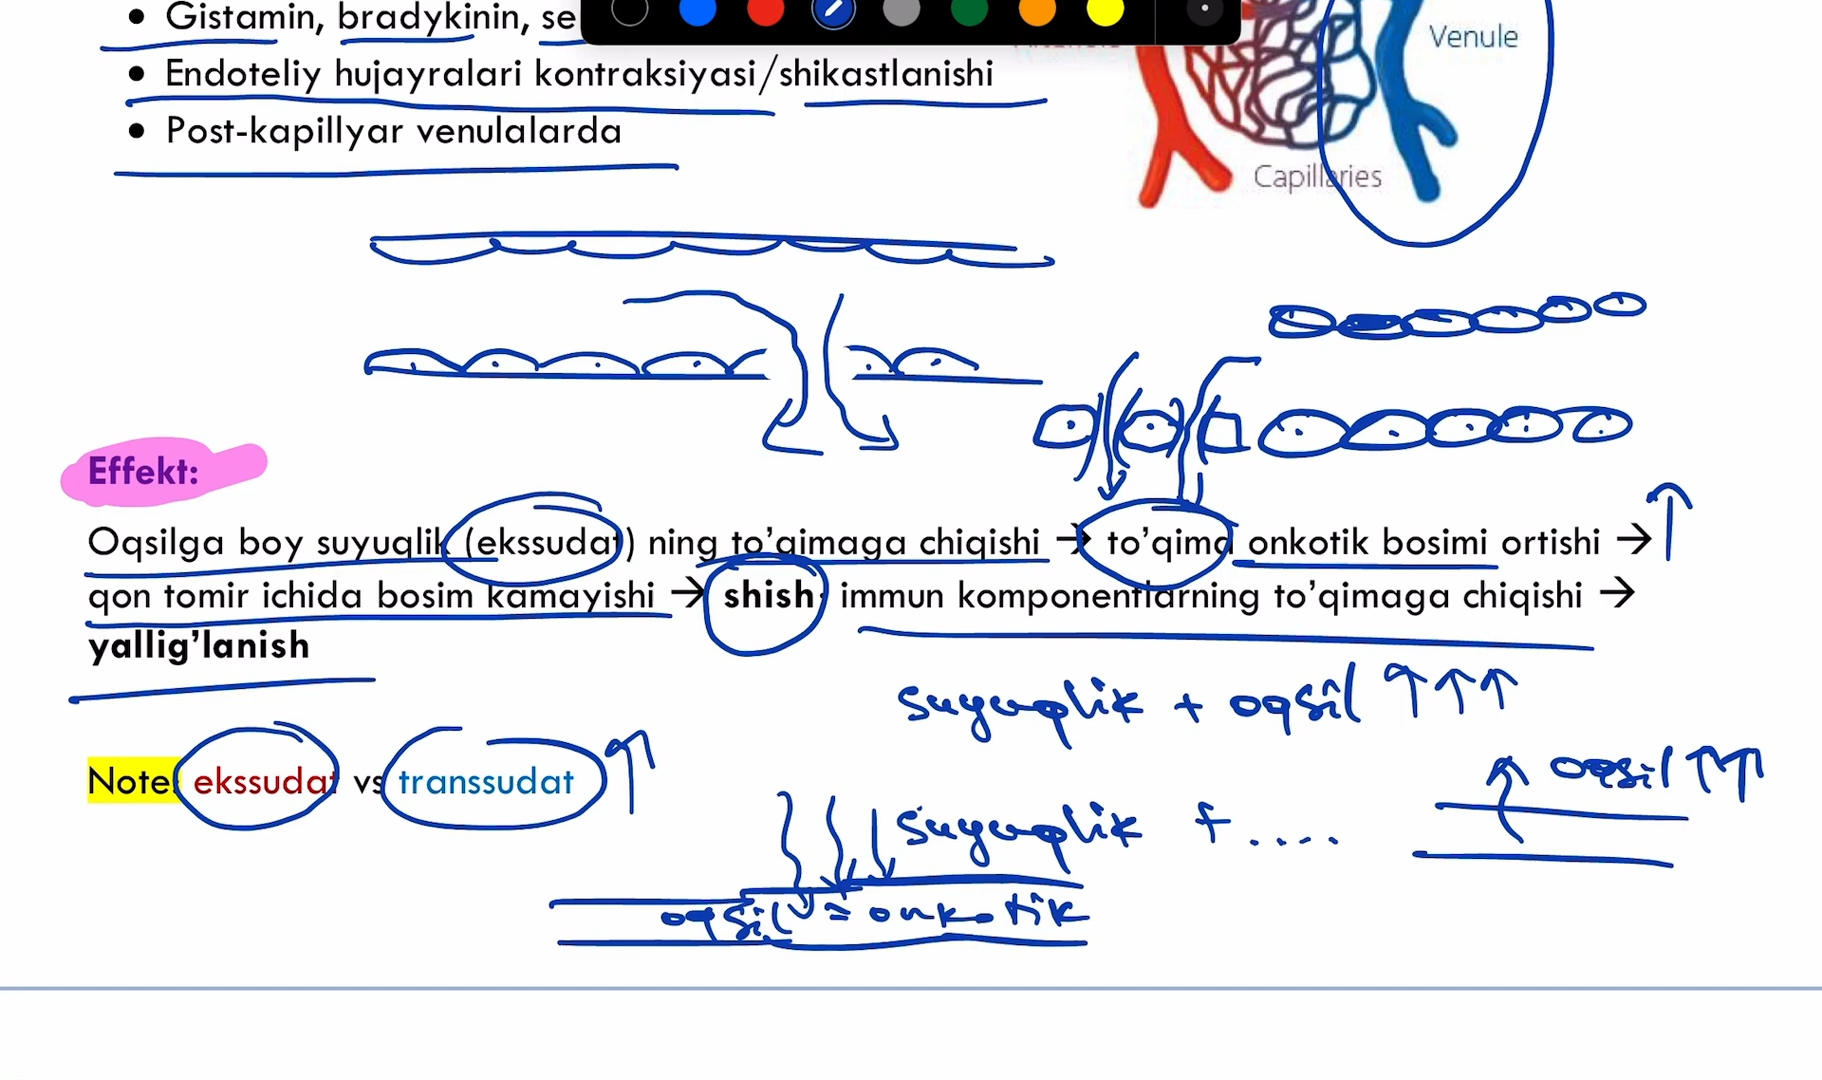 • Gistamin, bradykinin, se
Venule
• Endoteliy hujayralari kontraksiyasi/shikastlanishi
• Post-kapillyar venulalarda
Capillaries
Effekt:
Oqsilga boy suyuqlik (ekssudat) ning to’qimaga chiqishi → to’qima onkotik bosimi ortishi → ↑
qon tomir ichida bosim kamayishi → shish immun komponentlarning to’qimaga chiqishi →
yallig’lanish
suyuqlik + oqsil ↑↑↑
Note: ekssudat vs transsudat ↑
oqsil ↑↑
suyuqlik + ....
oqsil = onkotik